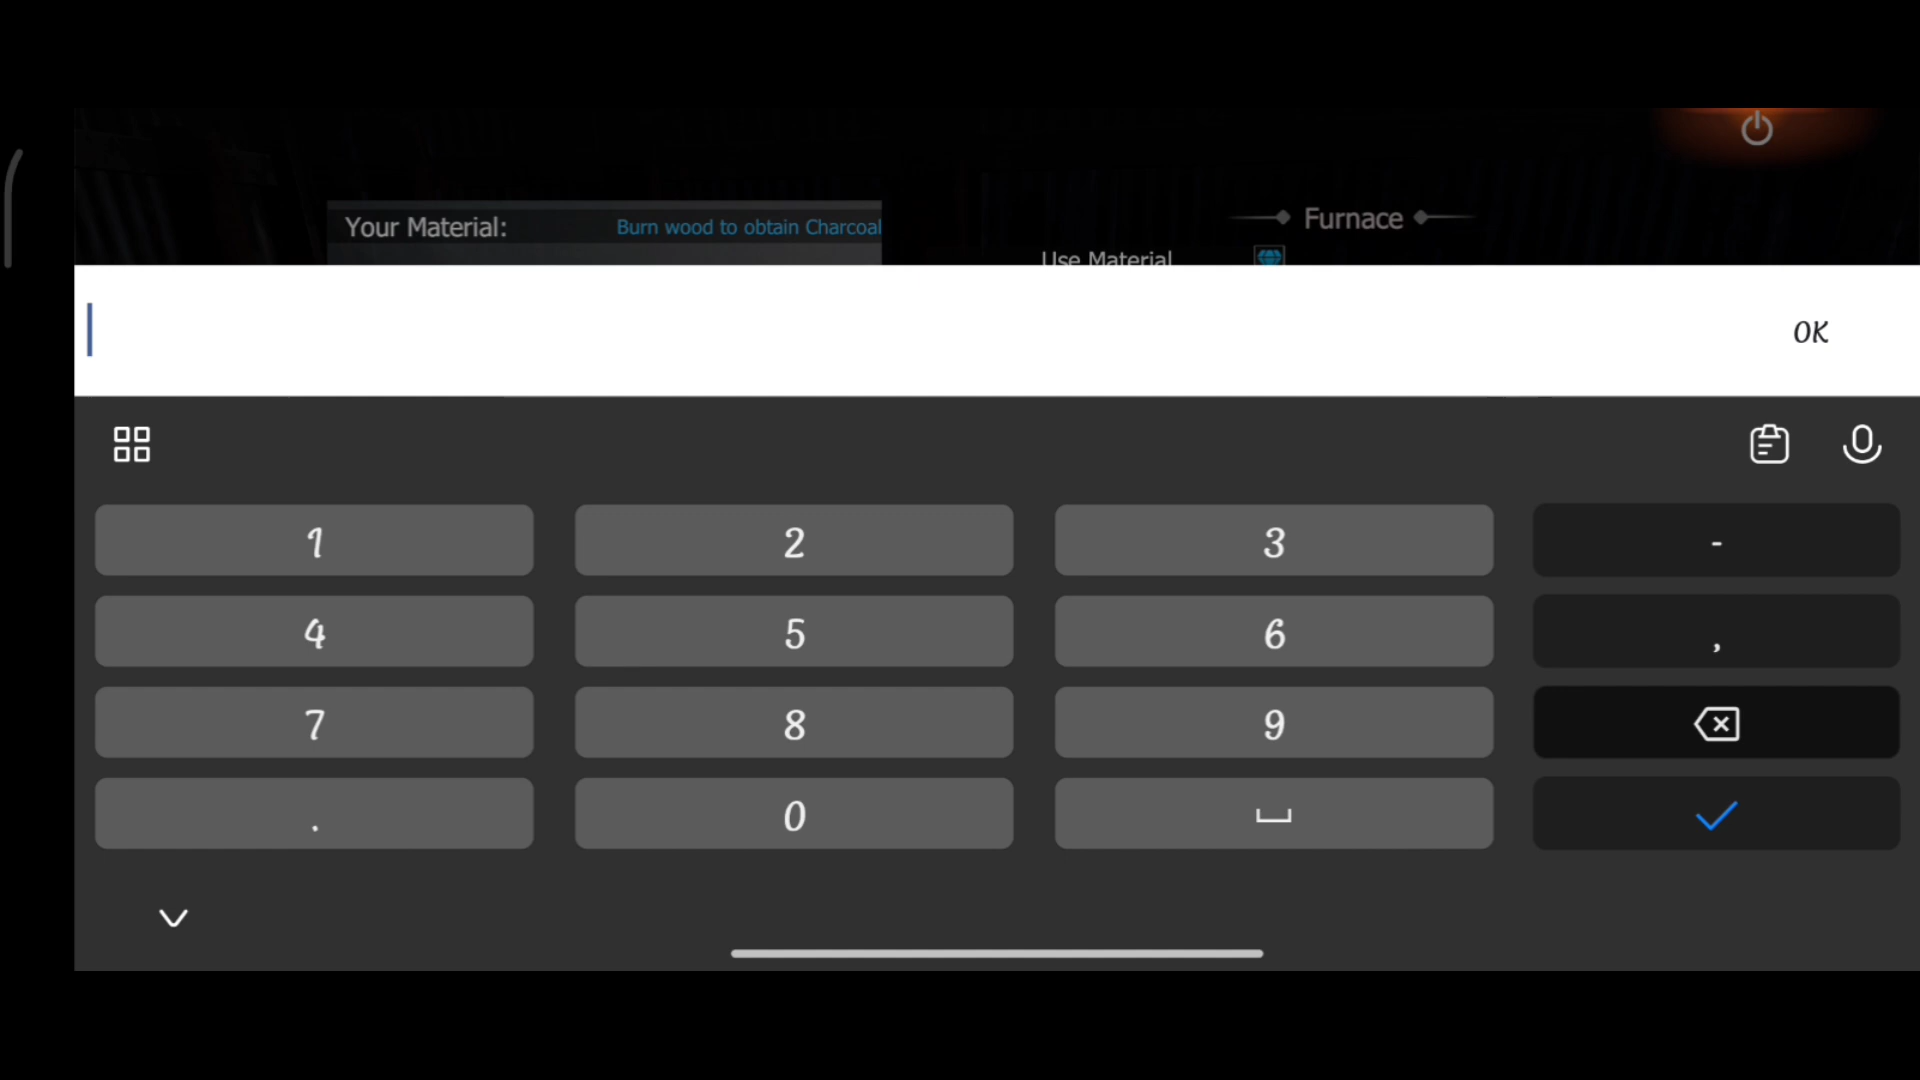 Your Material: Burn wood to obtain Charcoal
Furnace
Use Material
OK
1 2 3 -
4 5 6 ,
7 8 9
. 0